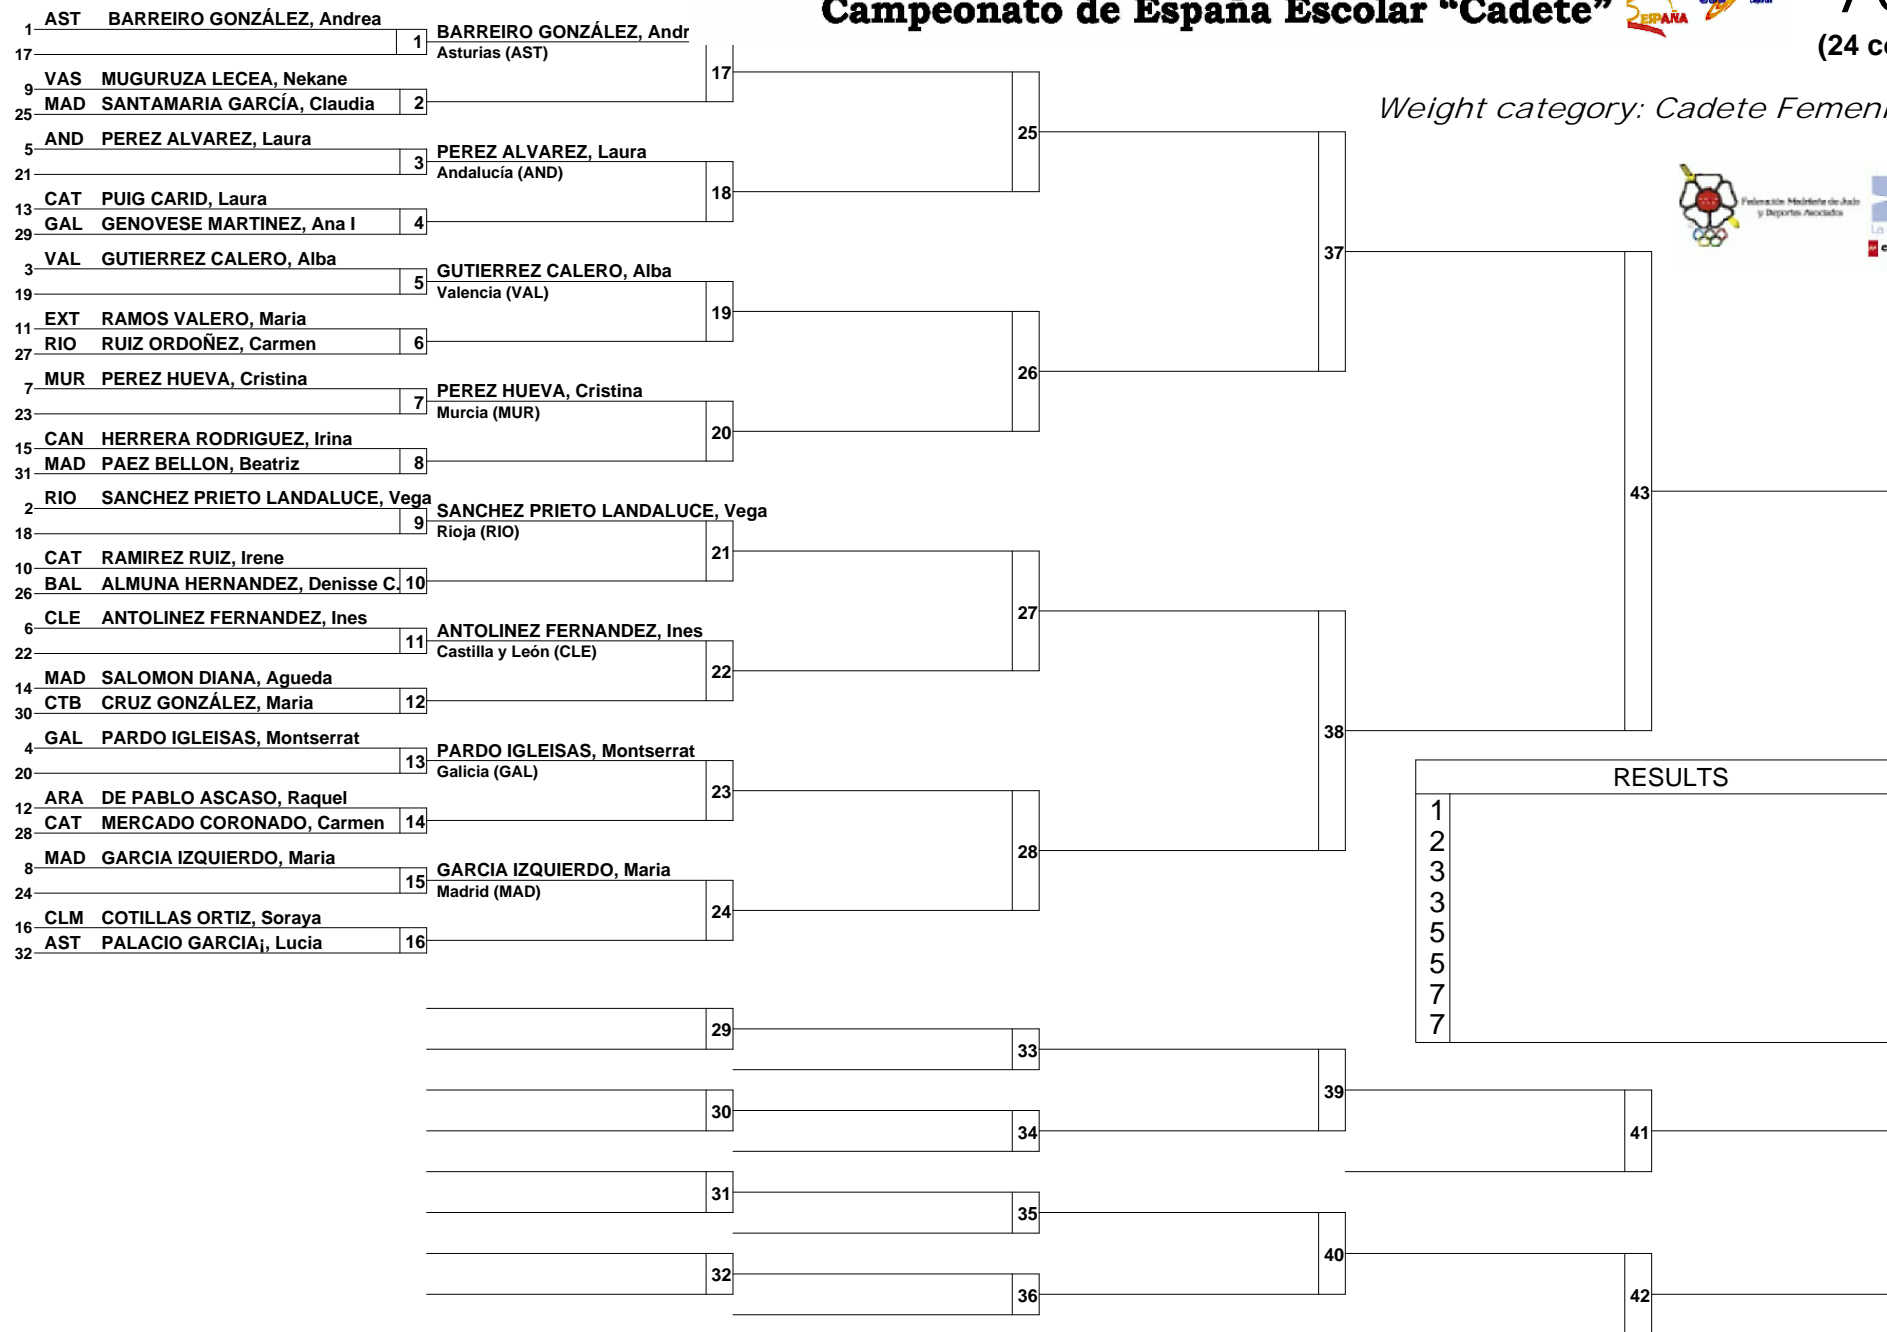 Campeonato de España Escolar “Cadete”
ESPAÑA
(24 c
Weight category: Cadete Femen
Federación Madrileña de Judo
y Deportes Asociados
1 AST BARREIRO GONZÁLEZ, Andrea
17
1 BARREIRO GONZÁLEZ, Andr
Asturias (AST)
9 VAS MUGURUZA LECEA, Nekane
25 MAD SANTAMARIA GARCÍA, Claudia
2
17
5 AND PEREZ ALVAREZ, Laura
21
3 PEREZ ALVAREZ, Laura
Andalucía (AND)
13 CAT PUIG CARID, Laura
29 GAL GENOVESE MARTINEZ, Ana I
4
18
25
3 VAL GUTIERREZ CALERO, Alba
19
5 GUTIERREZ CALERO, Alba
Valencia (VAL)
11 EXT RAMOS VALERO, Maria
27 RIO RUIZ ORDOÑEZ, Carmen
6
19
7 MUR PEREZ HUEVA, Cristina
23
7 PEREZ HUEVA, Cristina
Murcia (MUR)
15 CAN HERRERA RODRIGUEZ, Irina
31 MAD PAEZ BELLON, Beatriz
8
20
26
37
2 RIO SANCHEZ PRIETO LANDALUCE, Vega
18
9 SANCHEZ PRIETO LANDALUCE, Vega
Rioja (RIO)
10 CAT RAMIREZ RUIZ, Irene
26 BAL ALMUNA HERNANDEZ, Denisse C.
10
21
6 CLE ANTOLINEZ FERNANDEZ, Ines
22
11 ANTOLINEZ FERNANDEZ, Ines
Castilla y León (CLE)
14 MAD SALOMON DIANA, Agueda
30 CTB CRUZ GONZÁLEZ, Maria
12
22
27
4 GAL PARDO IGLEISAS, Montserrat
20
13 PARDO IGLEISAS, Montserrat
Galicia (GAL)
12 ARA DE PABLO ASCASO, Raquel
28 CAT MERCADO CORONADO, Carmen
14
23
8 MAD GARCIA IZQUIERDO, Maria
24
15 GARCIA IZQUIERDO, Maria
Madrid (MAD)
16 CLM COTILLAS ORTIZ, Soraya
32 AST PALACIO GARCIA¡, Lucia
16
24
28
38
43
RESULTS
1
2
3
3
5
5
7
7
29
33
30
34
39
41
31
35
32
36
40
42